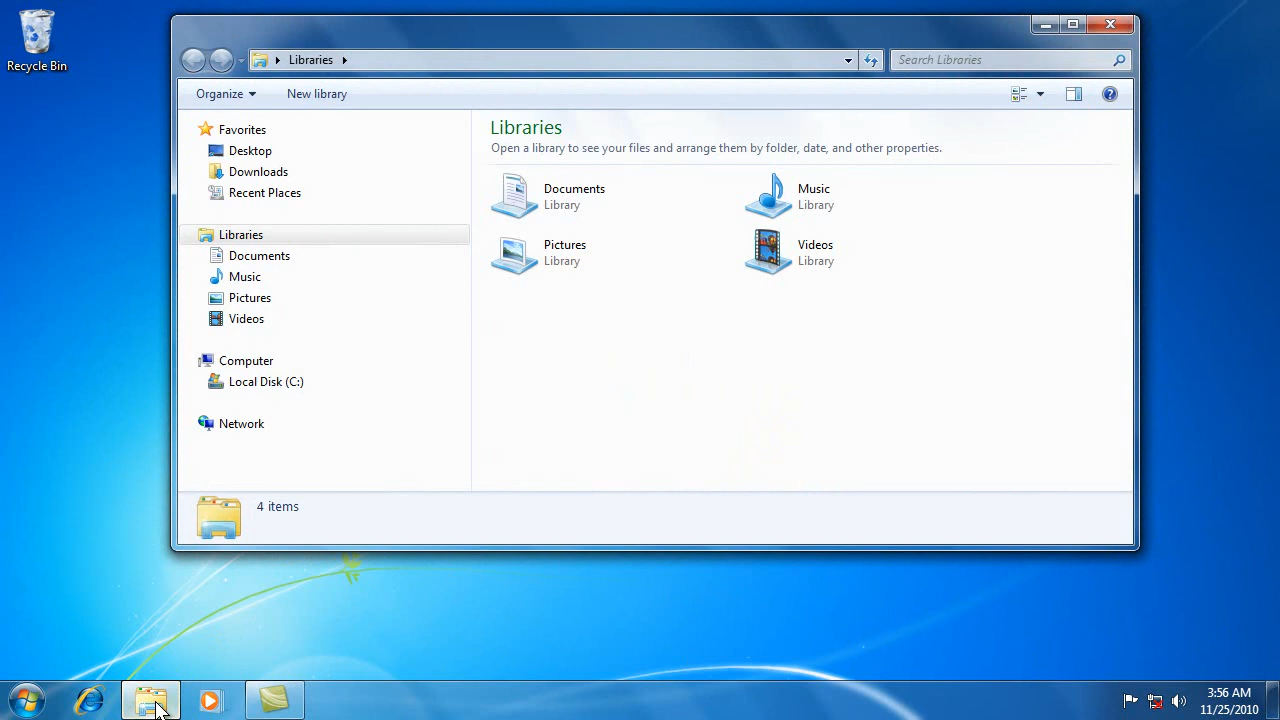 Recycle Bin
Libraries
Search Libraries
Organize
New library
Favorites
Desktop
Downloads
Recent Places
Libraries
Documents
Music
Pictures
Videos
Computer
Local Disk (C:)
Network
Libraries
Open a library to see your files and arrange them by folder, date, and other properties.
Documents
Library
Music
Library
Pictures
Library
Videos
Library
4 items
3:56 AM
11/25/2010